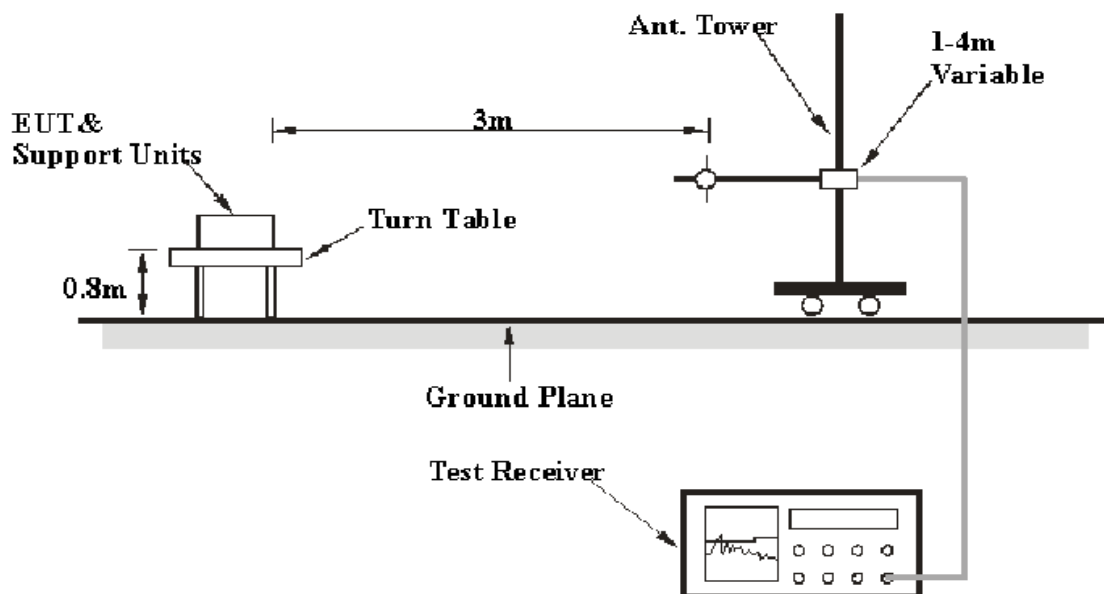 Ant. Tower
1-4m
Variable
3m
EUT&
Support Units
Turn Table
0.8m
Ground Plane
Test Receiver